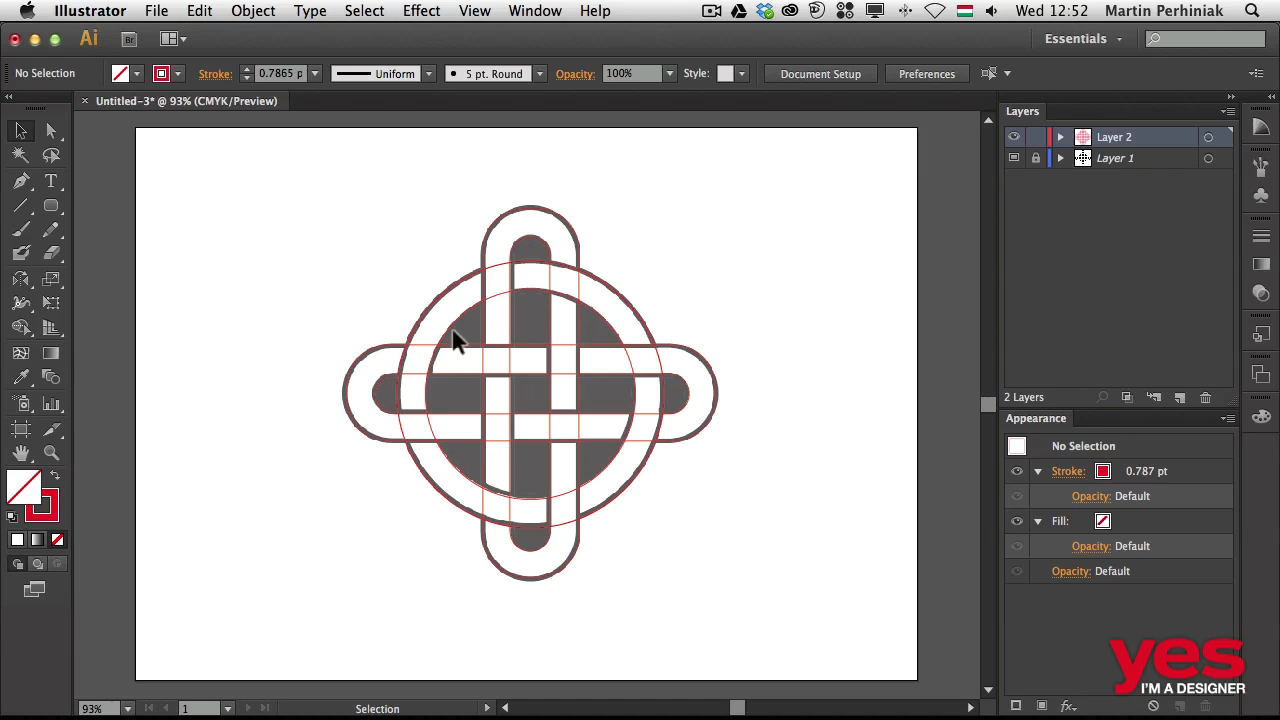 Illustrator File Edit Object Type Select Effect View Window Help Wed 12:52 Martin Perhiniak
Ai Br Essentials
No Selection Stroke: 0.7865 p Uniform 5 pt. Round Opacity: 100% Style: Document Setup Preferences
Untitled-3* @ 93% (CMYK/Preview)
Layers
Layer 2
Layer 1
2 Layers
Appearance
No Selection
Stroke: 0.787 pt
Opacity: Default
Fill:
Opacity: Default
Opacity: Default
fx
yes
I'M A DESIGNER
93% 1 Selection